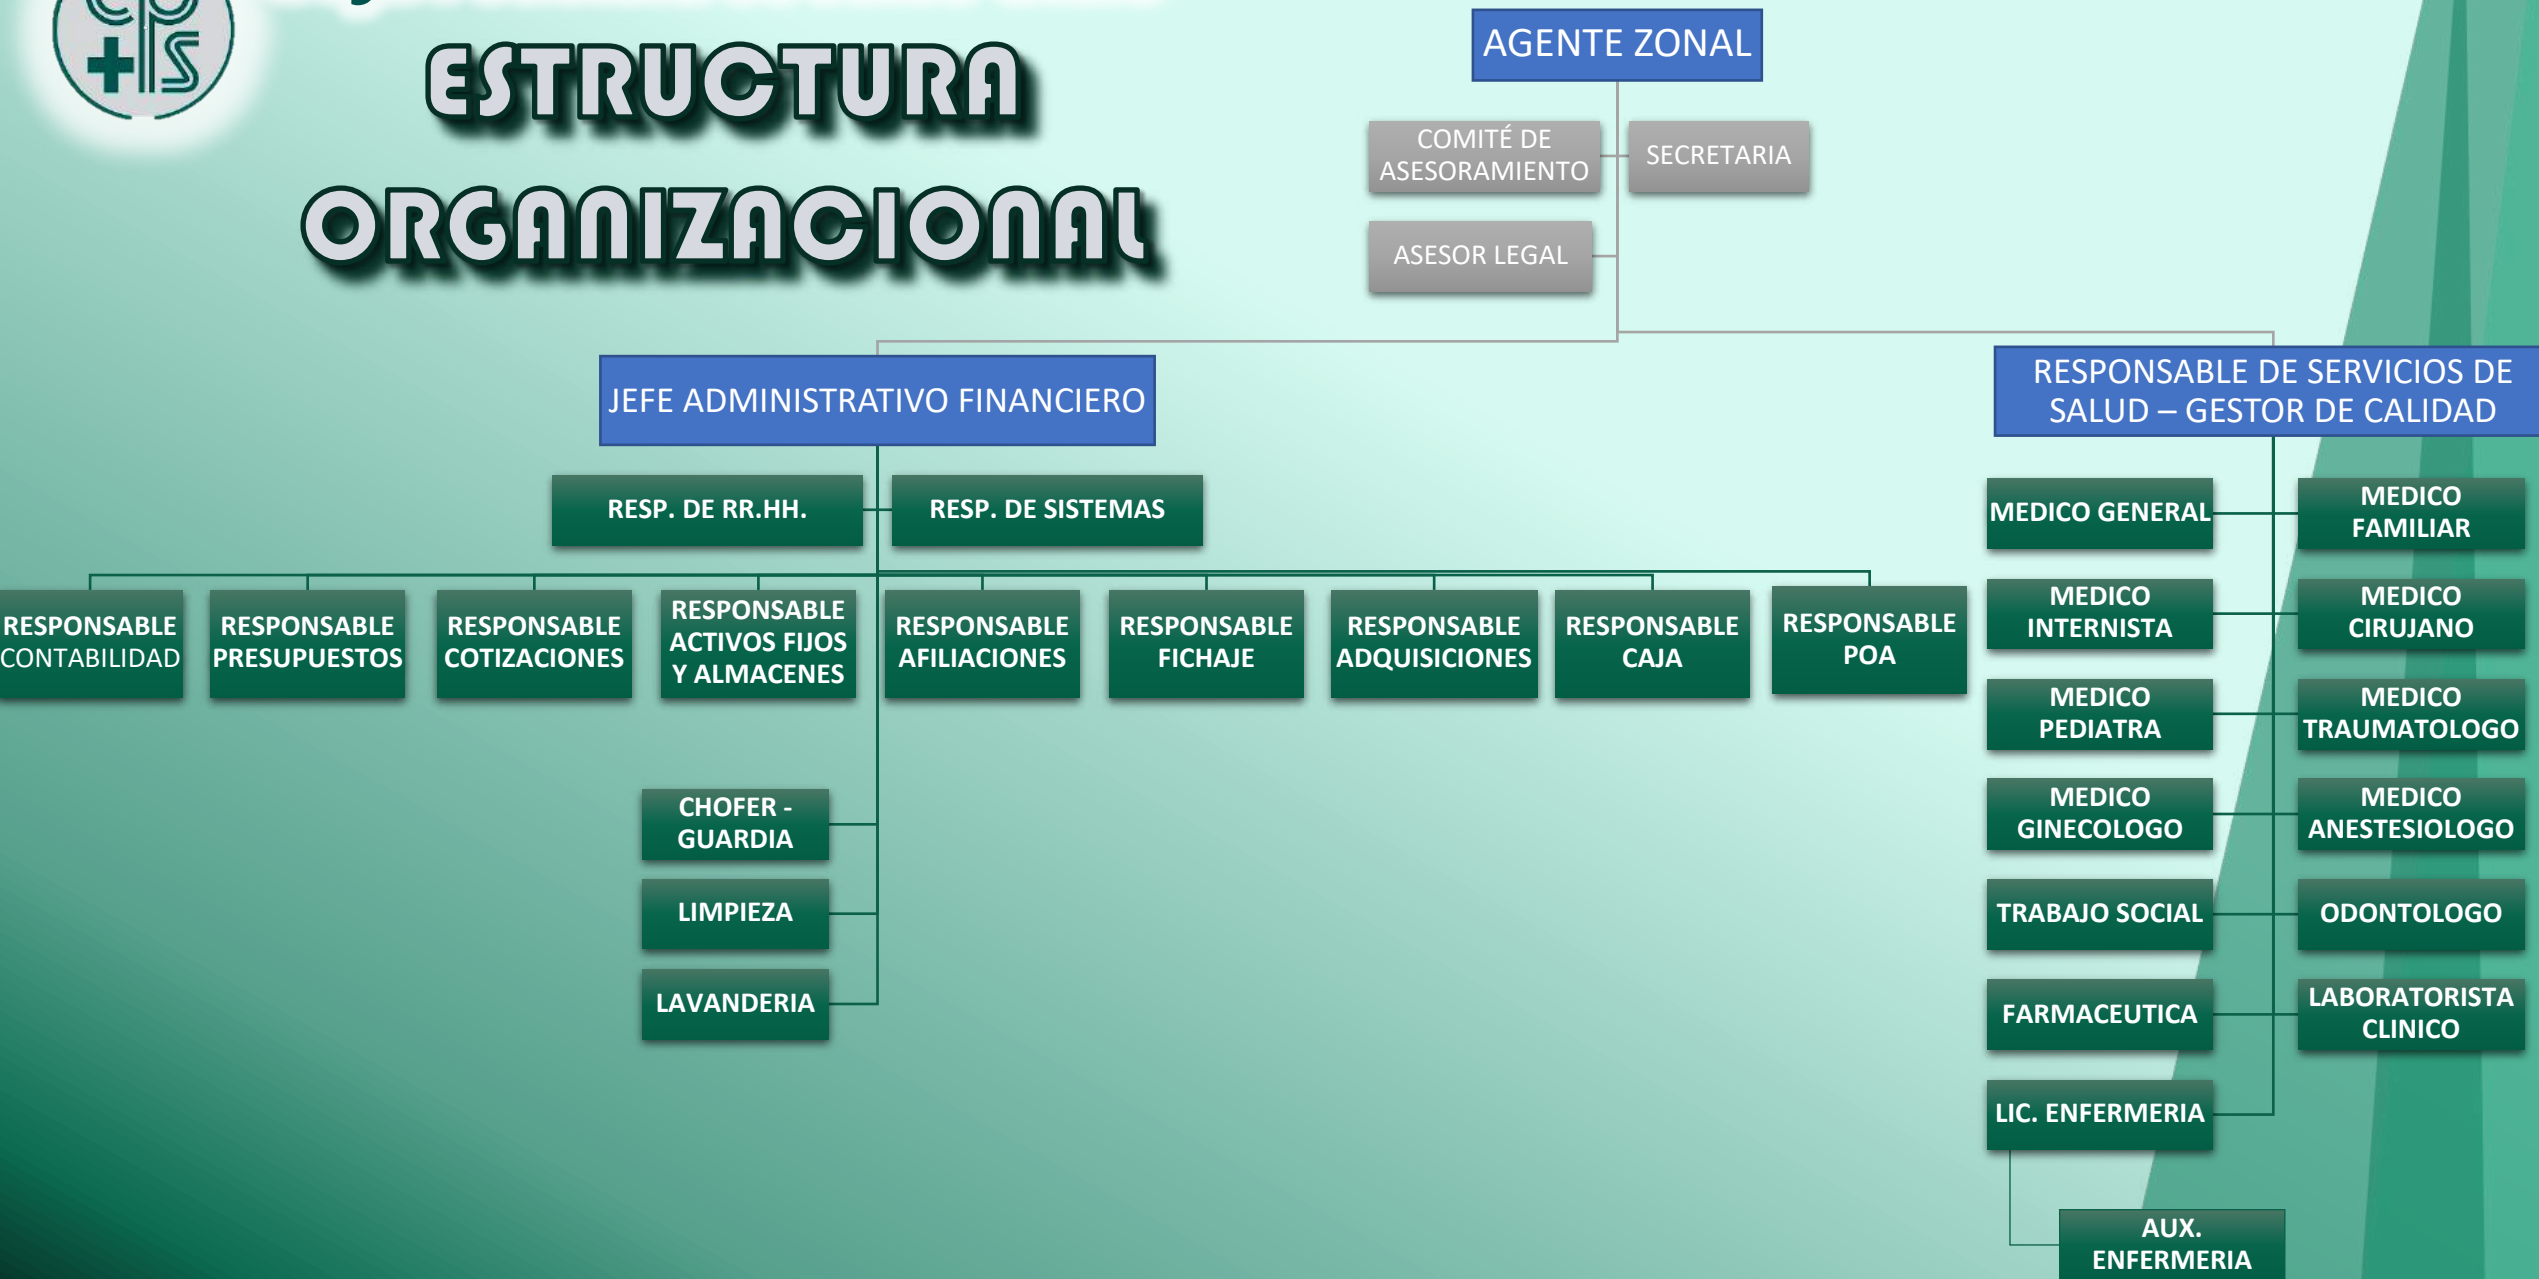 cps
ESTRUCTURA
ORGANIZACIONAL
AGENTE ZONAL
COMITÉ DE
ASESORAMIENTO
SECRETARIA
ASESOR LEGAL
JEFE ADMINISTRATIVO FINANCIERO
RESPONSABLE DE SERVICIOS DE
SALUD – GESTOR DE CALIDAD
RESP. DE RR.HH.
RESP. DE SISTEMAS
RESPONSABLE
CONTABILIDAD
RESPONSABLE
PRESUPUESTOS
RESPONSABLE
COTIZACIONES
RESPONSABLE
ACTIVOS FIJOS
Y ALMACENES
RESPONSABLE
AFILIACIONES
RESPONSABLE
FICHAJE
RESPONSABLE
ADQUISICIONES
RESPONSABLE
CAJA
RESPONSABLE
POA
CHOFER -
GUARDIA
LIMPIEZA
LAVANDERIA
MEDICO GENERAL
MEDICO
FAMILIAR
MEDICO
INTERNISTA
MEDICO
CIRUJANO
MEDICO
PEDIATRA
MEDICO
TRAUMATOLOGO
MEDICO
GINECOLOGO
MEDICO
ANESTESIOLOGO
TRABAJO SOCIAL
ODONTOLOGO
FARMACEUTICA
LABORATORISTA
CLINICO
LIC. ENFERMERIA
AUX.
ENFERMERIA